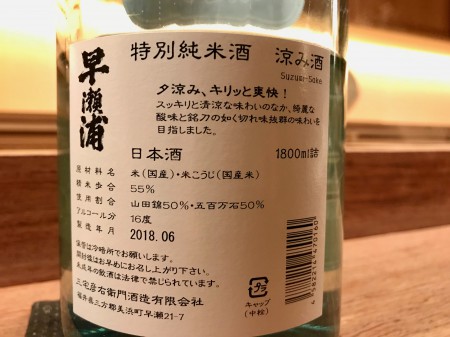 早瀬浦
特別純米酒 涼み酒
Suzumi-Sake
夕涼み、キリッと爽快！
スッキリと清涼な味わいのなか、綺麗な
酸味と銘刀の如く切れ味抜群の味わいを
目指しました。
日本酒 1800ml詰
原材料名 米(国産)・米こうじ(国産米)
精米歩合 55%
使用割合 山田錦50%・五百万石50%
アルコール分 16度
製造年月 2018.06
保管は冷暗所でお願いします。
開封後はお早めにお召し上がり下さい。
未成年の飲酒は法律で禁じられています。
三宅彦右衛門酒造有限会社
福井県三方郡美浜町早瀬21-7
プラ
キャップ
(中栓)
4 582214 470160